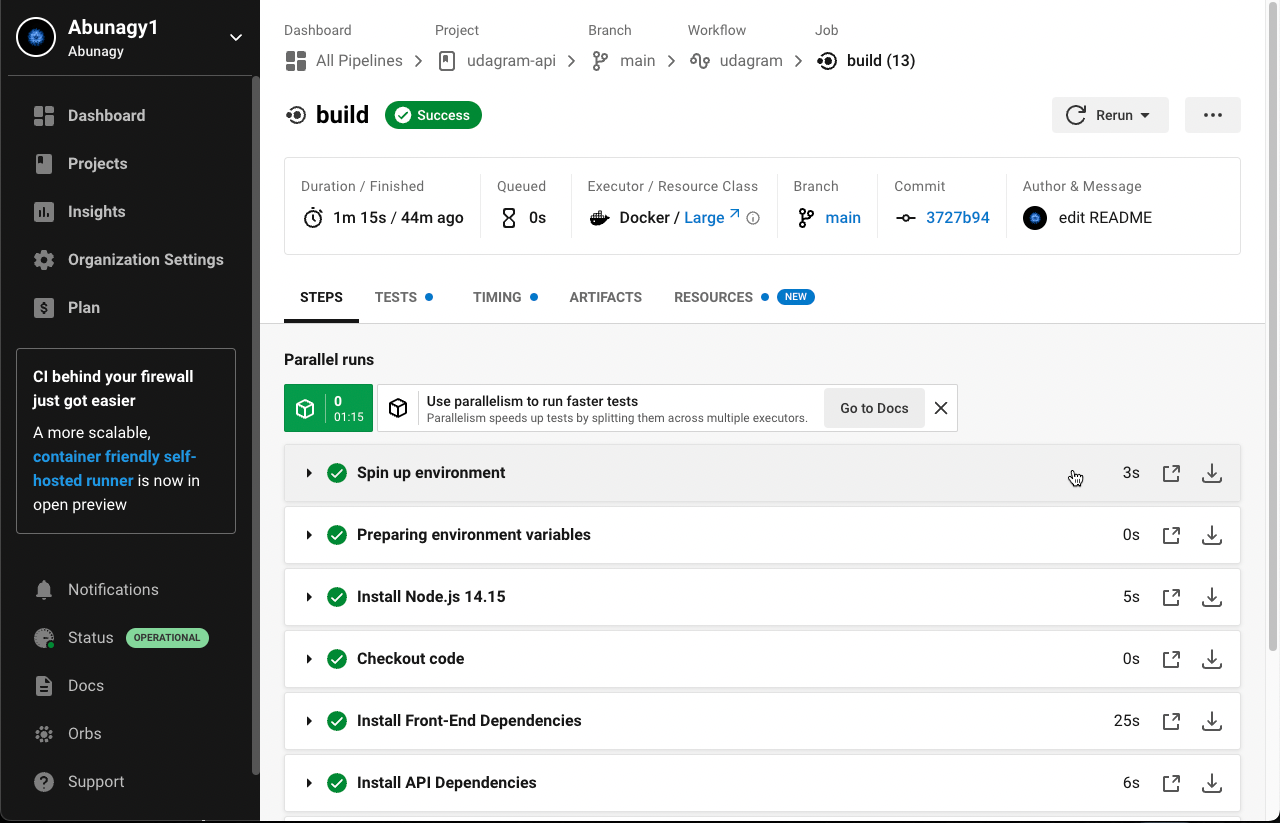 Abunagy1
Abunagy
Dashboard
Projects
Insights
Organization Settings
Plan
CI behind your firewall
just got easier
A more scalable,
container friendly self-
hosted runner is now in
open preview
Notifications
Status OPERATIONAL
Docs
Orbs
Support
Dashboard Project Branch Workflow Job
All Pipelines udagram-api main udagram build (13)
build Success Rerun
Duration / Finished Queued Executor / Resource Class Branch Commit Author & Message
1m 15s / 44m ago 0s Docker / Large main 3727b94 edit README
STEPS TESTS TIMING ARTIFACTS RESOURCES NEW
Parallel runs
0
01:15
Use parallelism to run faster tests
Parallelism speeds up tests by splitting them across multiple executors.
Go to Docs
Spin up environment 3s
Preparing environment variables 0s
Install Node.js 14.15 5s
Checkout code 0s
Install Front-End Dependencies 25s
Install API Dependencies 6s